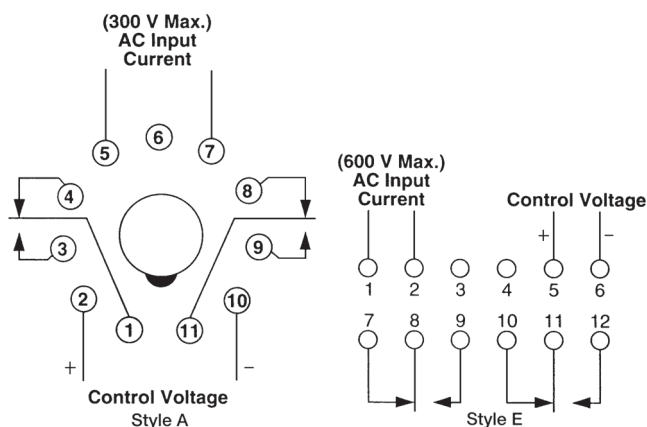 (300 V Max.)
AC Input
Current
5
6
7
4
8
3
9
2
10
1
11
+
−
Control Voltage
Style A
(600 V Max.)
AC Input
Current
Control Voltage
+
−
1 2 3 4 5 6
7 8 9 10 11 12
Style E